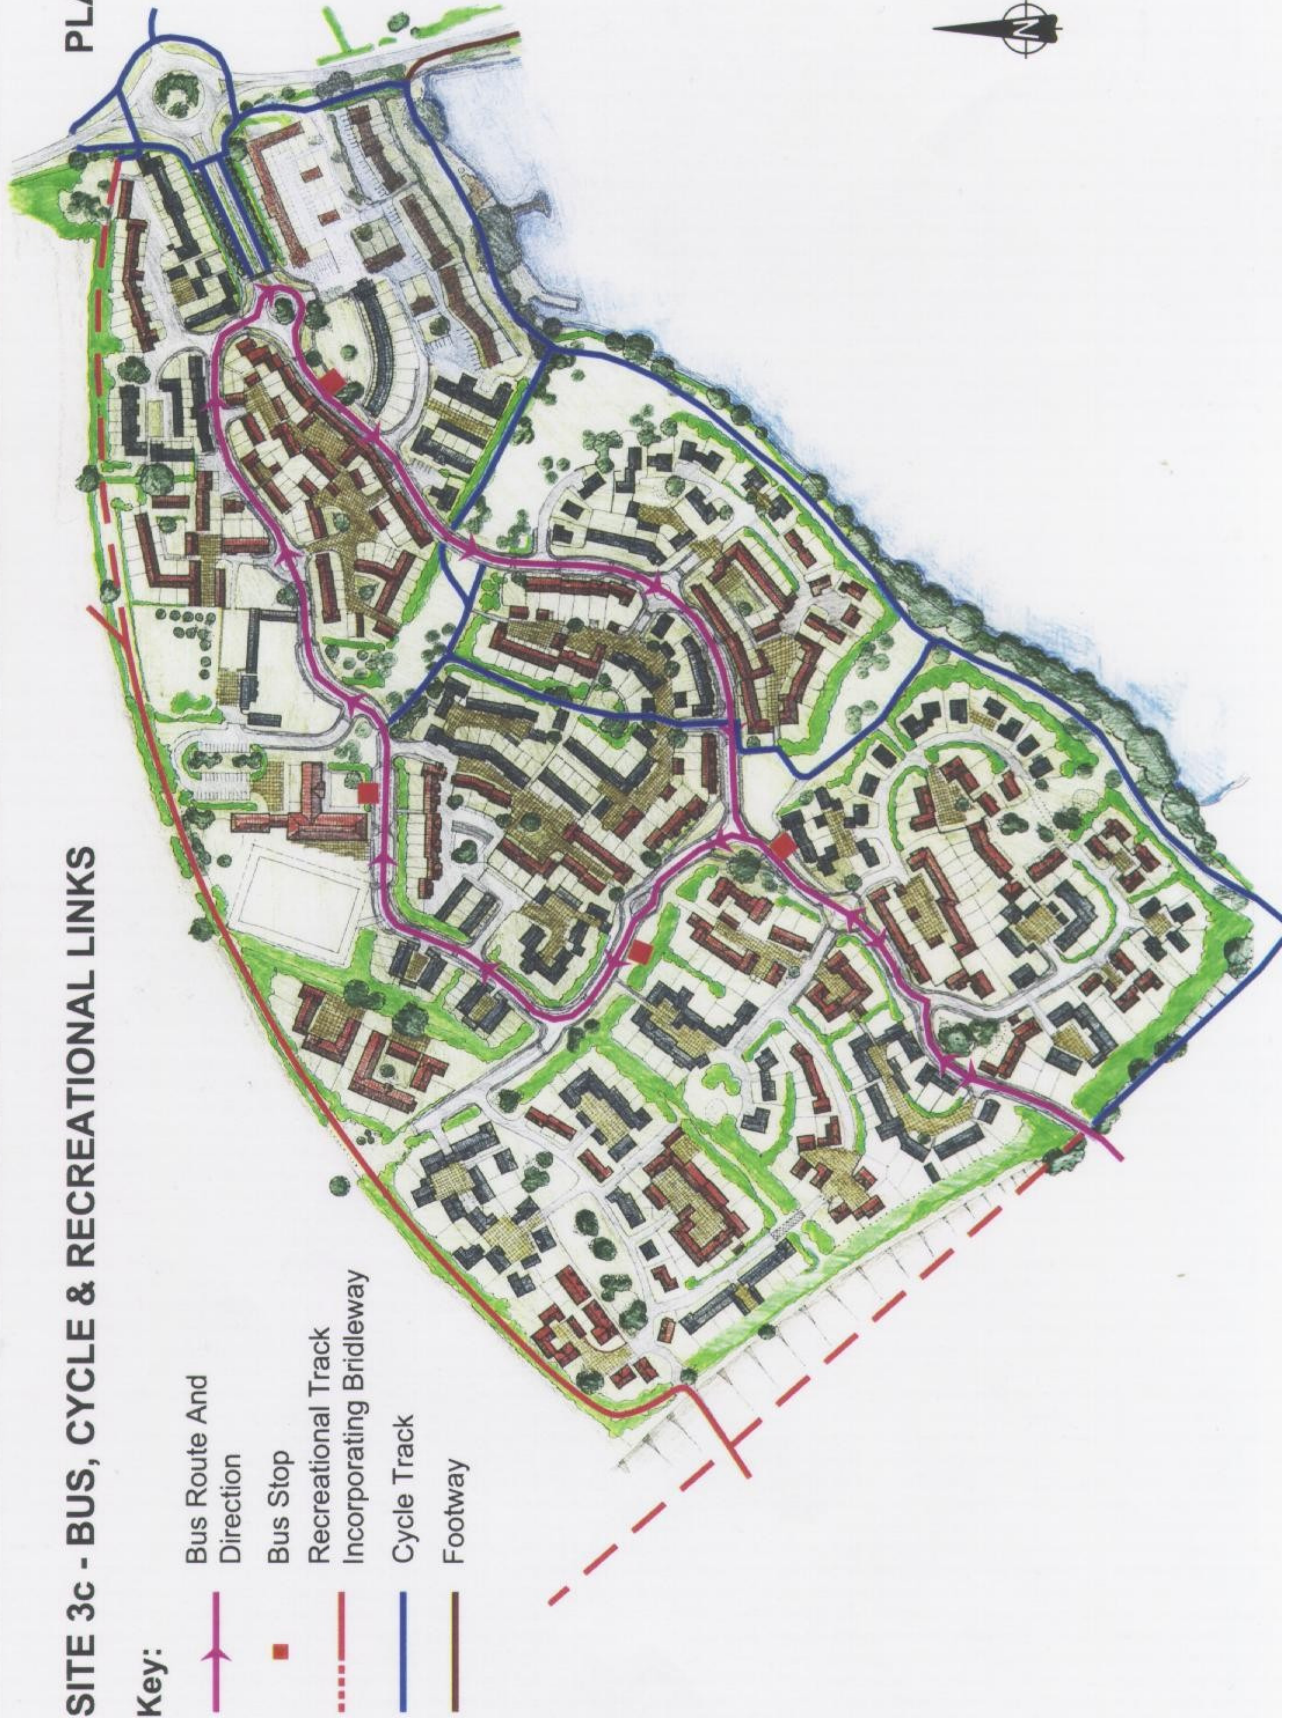 SITE 3c - BUS, CYCLE & RECREATIONAL LINKS
Key:
Bus Route And
Direction
Bus Stop
Recreational Track
Incorporating Bridleway
Cycle Track
Footway
N